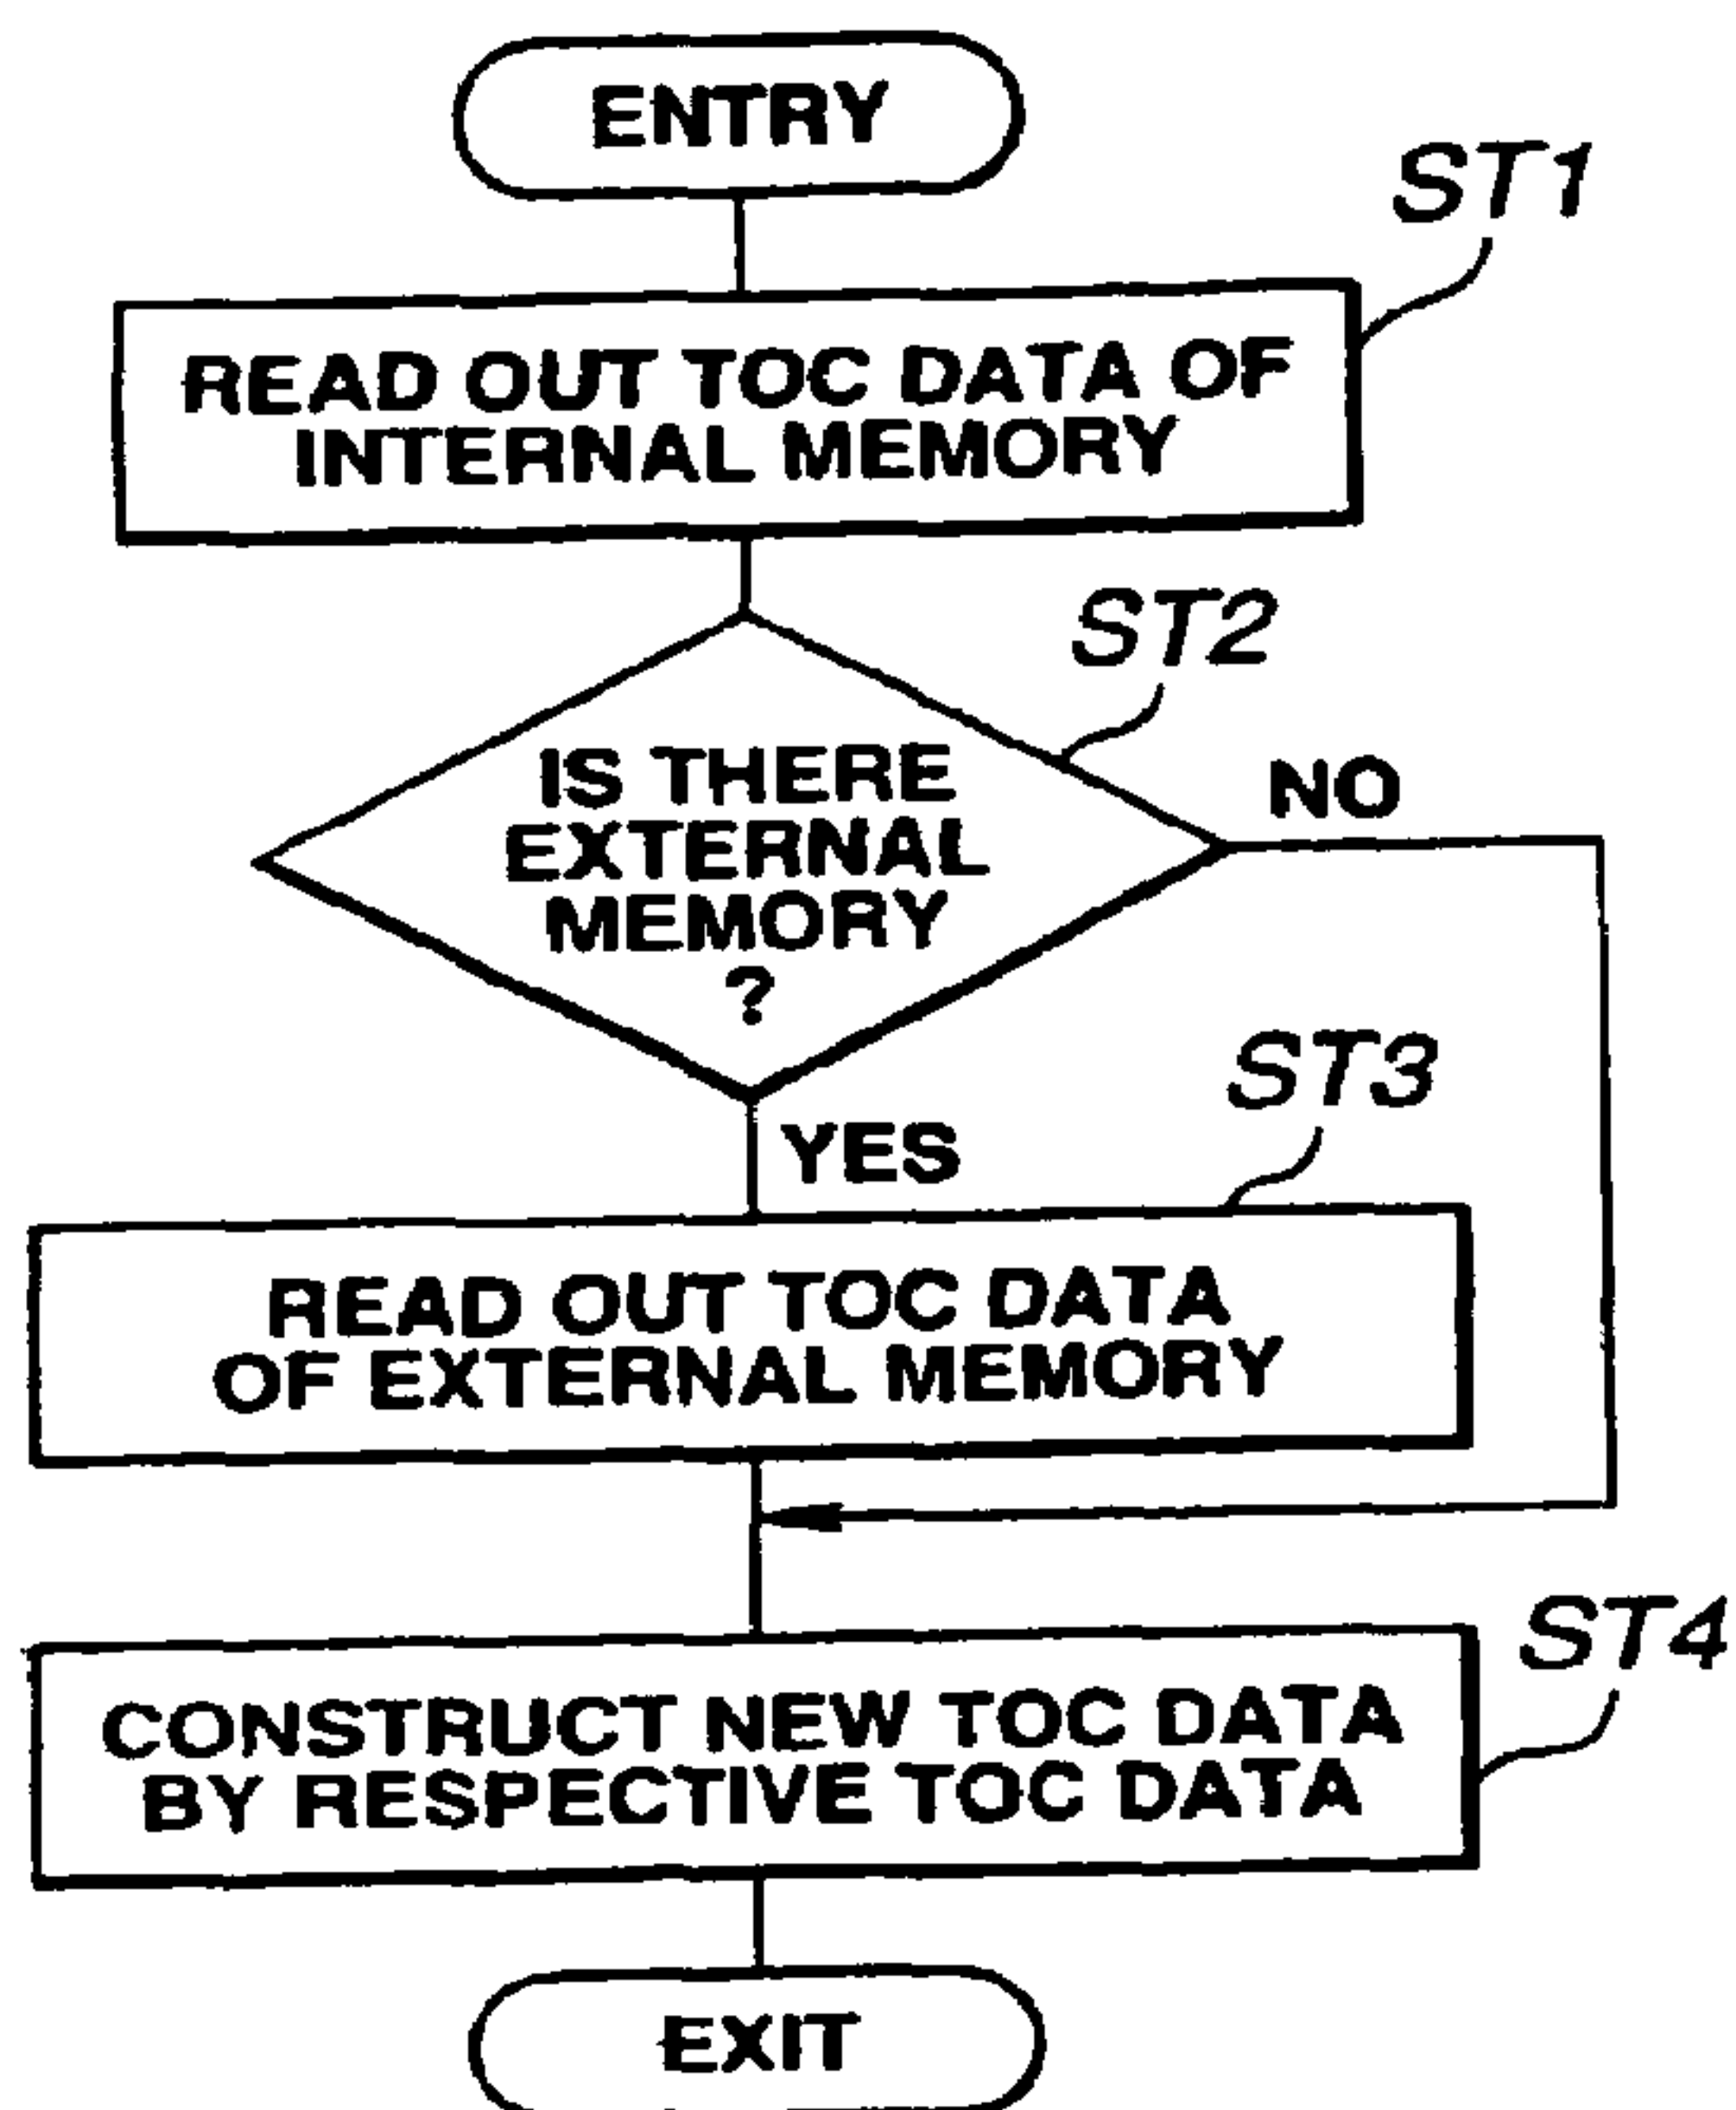 ENTRY
ST1
READ OUT TOC DATA OF
INTERNAL MEMORY
ST2
IS THERE
EXTERNAL
MEMORY
?
NO
YES
ST3
READ OUT TOC DATA
OF EXTERNAL MEMORY
ST4
CONSTRUCT NEW TOC DATA
BY RESPECTIVE TOC DATA
EXIT